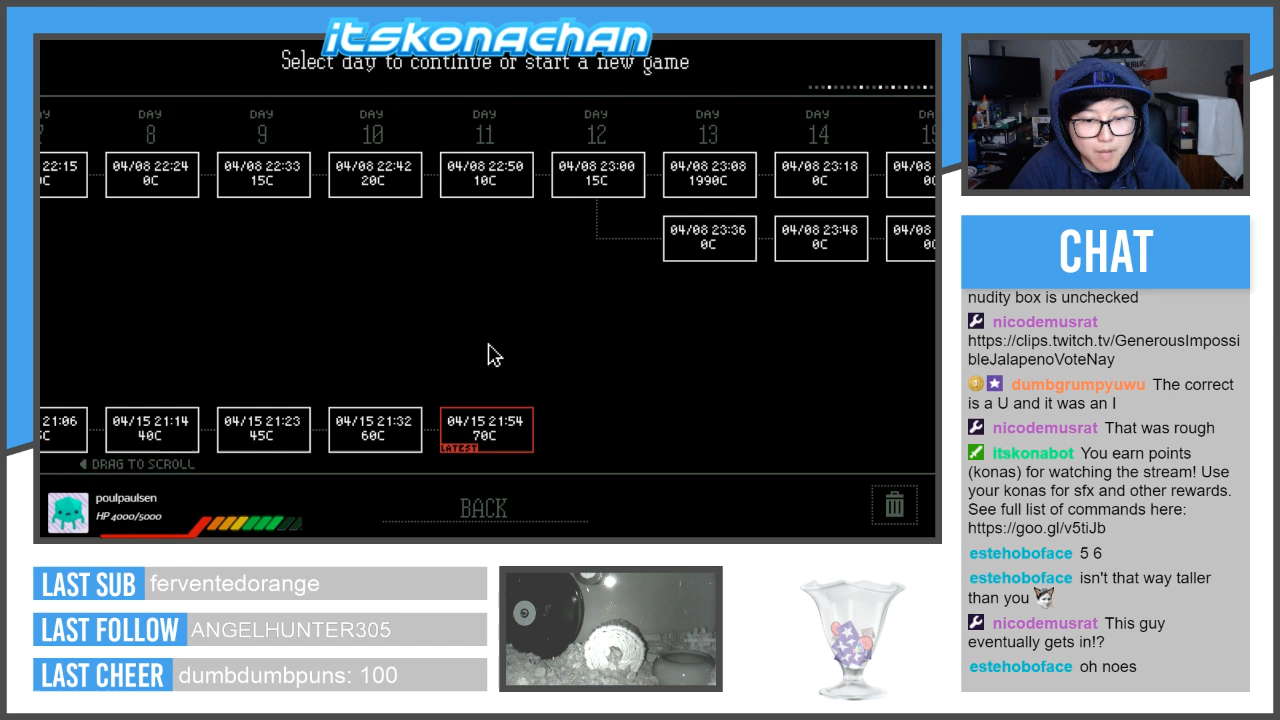 itskonachan
Select day to continue or start a new game
DAY DAY DAY DAY DAY DAY DAY
8 9 10 11 12 13 14
22:15 04/08 22:24 04/08 22:33 04/08 22:42 04/08 22:50 04/08 23:00 04/08 23:08 04/08 23:18 04/08
0C 15C 20C 10C 15C 1990C 0C
04/08 23:36 04/08 23:48 04/08
0C 0C
21:06 04/15 21:14 04/15 21:23 04/15 21:32 04/15 21:54
40C 45C 60C 70C
LATEST
DRAG TO SCROLL
poulpaulsen
HP 4000/5000
BACK
LAST SUB ferventedorange
LAST FOLLOW ANGELHUNTER305
LAST CHEER dumbdumbpuns: 100
CHAT
nudity box is unchecked
nicodemusrat
https://clips.twitch.tv/GenerousImpossi
bleJalapenoVoteNay
dumbgrumpyuwu The correct
is a U and it was an I
nicodemusrat That was rough
itskonabot You earn points
(konas) for watching the stream! Use
your konas for sfx and other rewards.
See full list of commands here:
https://goo.gl/v5tiJb
estehoboface 5 6
estehoboface isn't that way taller
than you
nicodemusrat This guy
eventually gets in!?
estehoboface oh noes